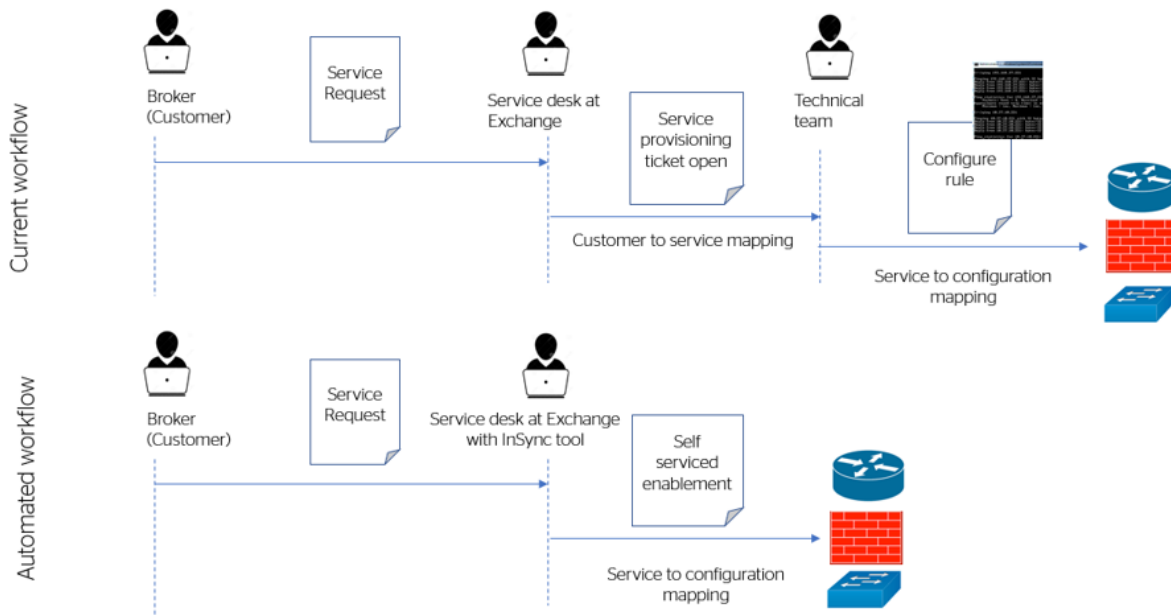 Current workflow
Broker
(Customer)
Service
Request
Service desk at
Exchange
Service
provisioning
ticket open
Customer to service mapping
Technical
team
Configure
rule
Service to configuration
mapping
Automated workflow
Broker
(Customer)
Service
Request
Service desk at Exchange
with InSync tool
Self
serviced
enablement
Service to configuration
mapping